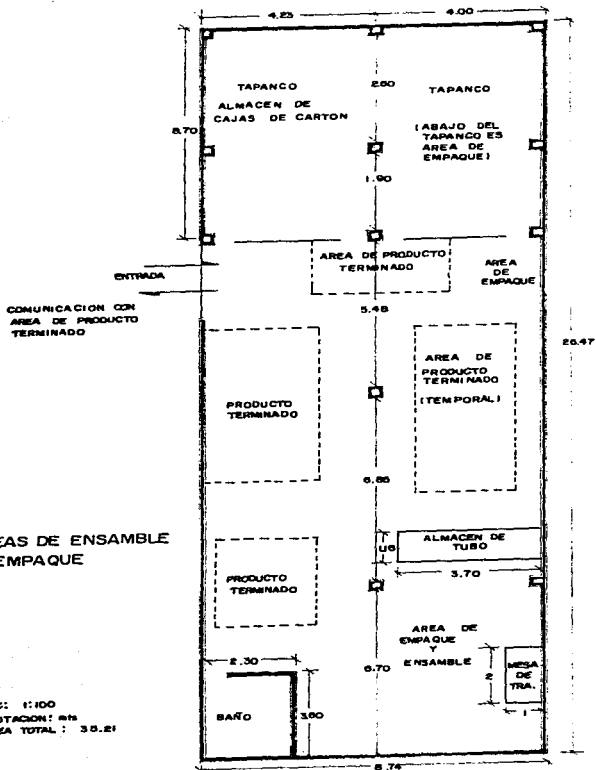 4.23
4.00
TAPANCO
ALMACEN DE
CAJAS DE CARTON
2.60
TAPANCO
(ABAJO DEL
TAPANCO ES
AREA DE
EMPAQUE)
8.70
1.90
AREA DE PRODUCTO
TERMINADO
AREA
DE
EMPAQUE
ENTRADA
COMUNICACION CON
AREA DE PRODUCTO
TERMINADO
5.48
26.47
PRODUCTO
TERMINADO
AREA DE
PRODUCTO
TERMINADO
(TEMPORAL)
6.86
EAS DE ENSAMBLE
EMPAQUE
ALMACEN DE
TUBO
3.70
PRODUCTO
TERMINADO
AREA DE
EMPAQUE
Y
ENSAMBLE
2.30
6.70
2
MESA
DE
TRA.
1
3.60
BAÑO
: 1:100
TACION: mts
EA TOTAL : 35.21
8.74